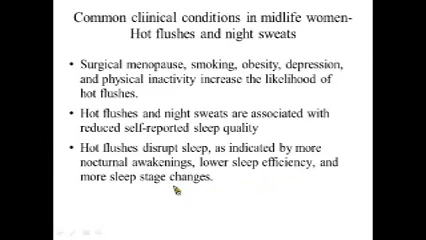 Common cliinical conditions in midlife women-
Hot flushes and night sweats
• Surgical menopause, smoking, obesity, depression,
and physical inactivity increase the likelihood of
hot flushes.
• Hot flushes and night sweats are associated with
reduced self-reported sleep quality
• Hot flushes disrupt sleep, as indicated by more
nocturnal awakenings, lower sleep efficiency, and
more sleep stage changes.